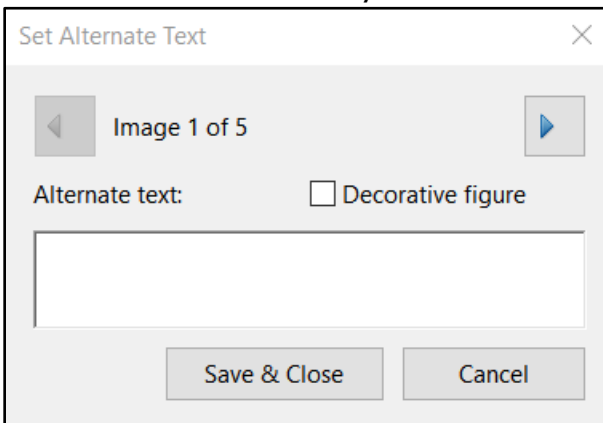 Set Alternate Text
Image 1 of 5
Alternate text: Decorative figure
Save & Close Cancel